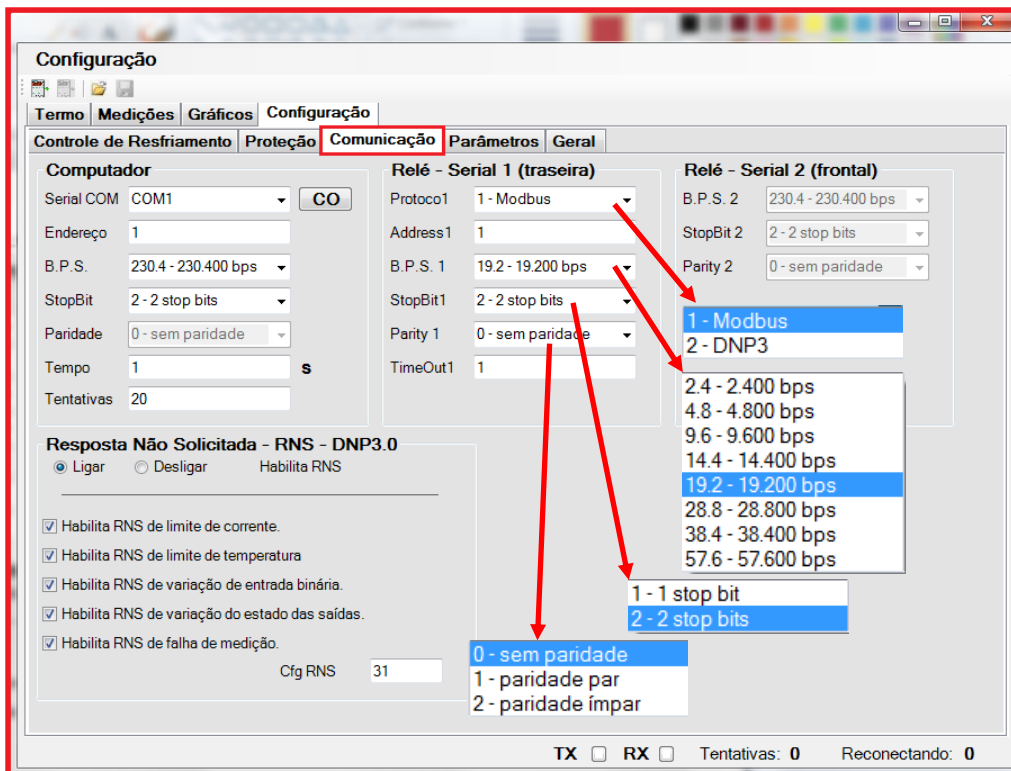 Configuração
Termo Medições Gráficos Configuração
Controle de Resfriamento Proteção Comunicação Parâmetros Geral
Computador
Serial COM COM1 CO
Endereço 1
B.P.S. 230.4 - 230.400 bps
StopBit 2 - 2 stop bits
Paridade 0 - sem paridade
Tempo 1 s
Tentativas 20
Relé - Serial 1 (traseira)
Protoco1 1 - Modbus
Address1 1
B.P.S. 1 19.2 - 19.200 bps
StopBit1 2 - 2 stop bits
Parity 1 0 - sem paridade
TimeOut1 1
Relé - Serial 2 (frontal)
B.P.S. 2 230.4 - 230.400 bps
StopBit 2 2 - 2 stop bits
Parity 2 0 - sem paridade
1 - Modbus
2 - DNP3
2.4 - 2.400 bps
4.8 - 4.800 bps
9.6 - 9.600 bps
14.4 - 14.400 bps
19.2 - 19.200 bps
28.8 - 28.800 bps
38.4 - 38.400 bps
57.6 - 57.600 bps
1 - 1 stop bit
2 - 2 stop bits
0 - sem paridade
1 - paridade par
2 - paridade ímpar
Resposta Não Solicitada - RNS - DNP3.0
Ligar Desligar Habilita RNS
Habilita RNS de limite de corrente.
Habilita RNS de limite de temperatura
Habilita RNS de variação de entrada binária.
Habilita RNS de variação do estado das saídas.
Habilita RNS de falha de medição.
Cfg RNS 31
TX RX Tentativas: 0 Reconectando: 0